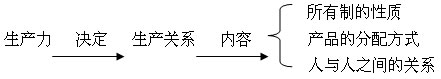 所有制的性质
生产力 决定 生产关系 内容 产品的分配方式
人与人之间的关系